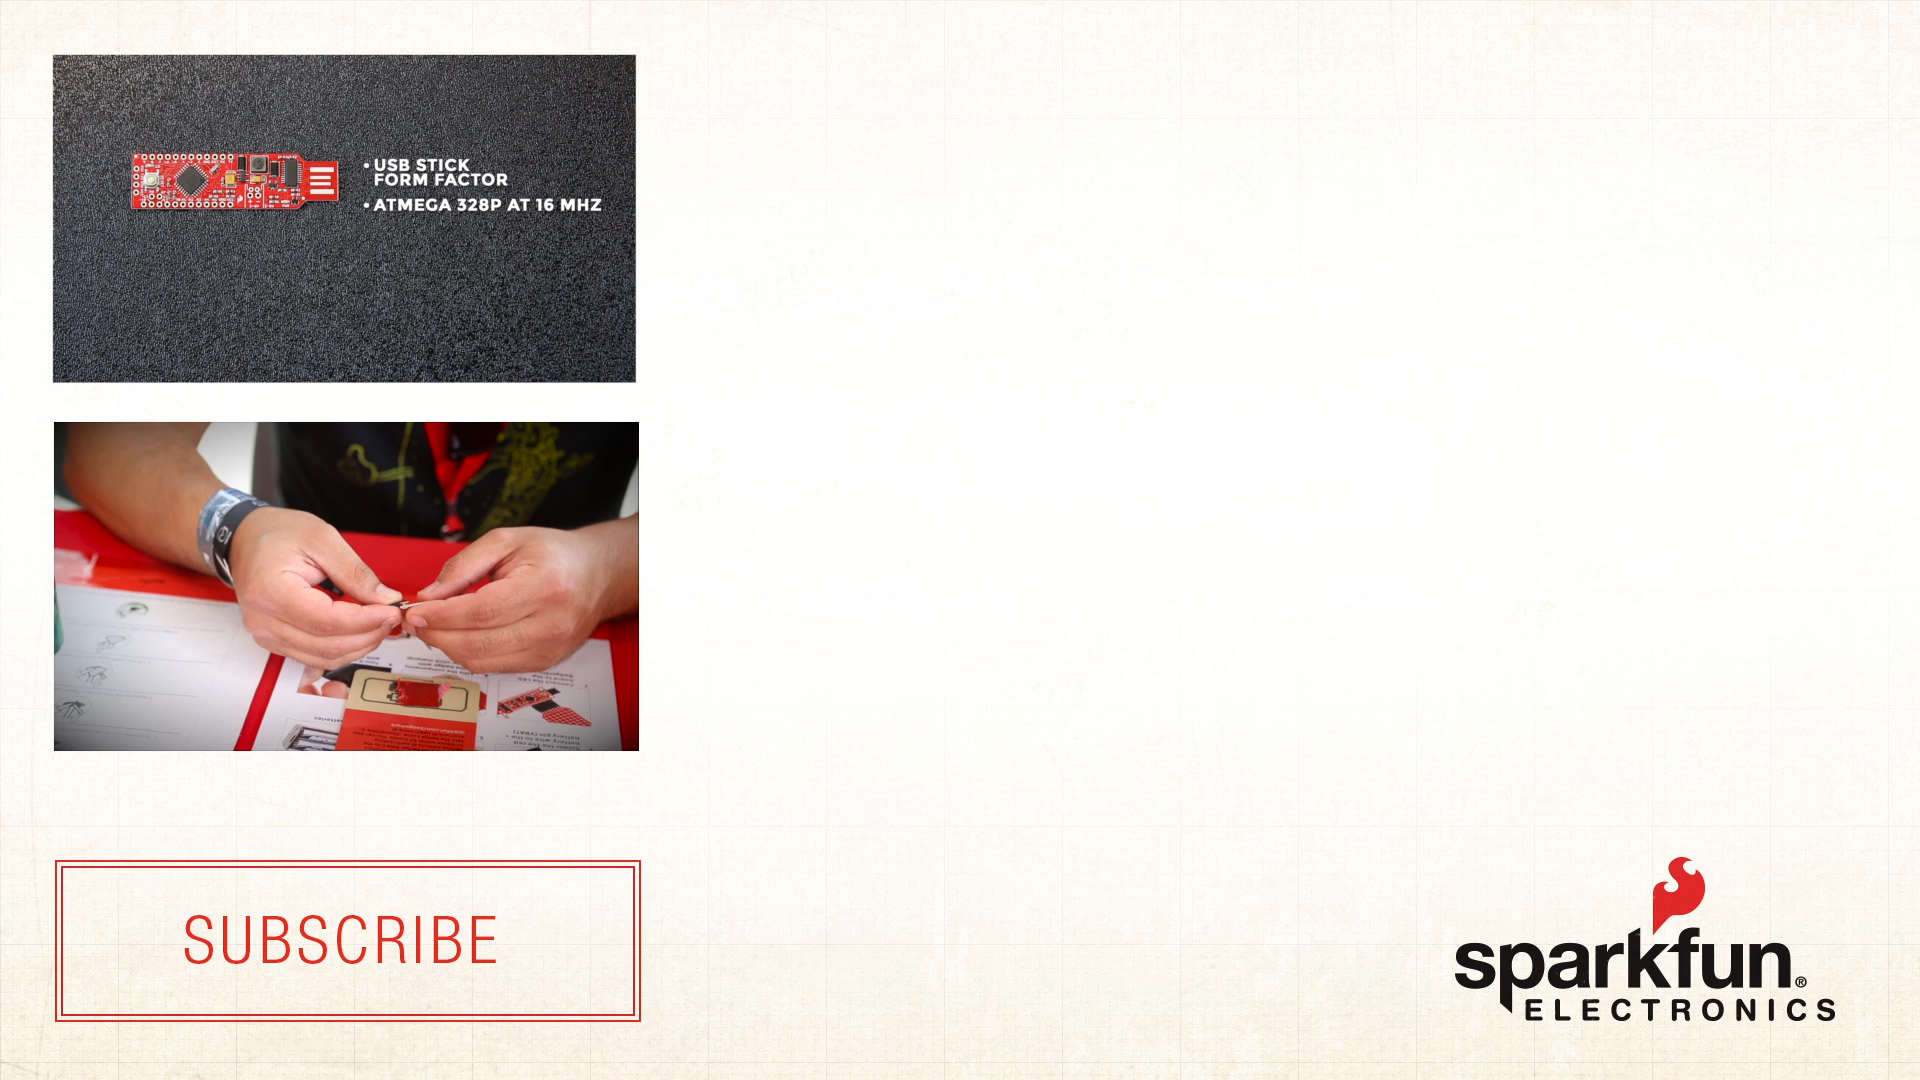 • USB STICK
FORM FACTOR
• ATMEGA 328P AT 16 MHZ
SUBSCRIBE
sparkfun®
ELECTRONICS